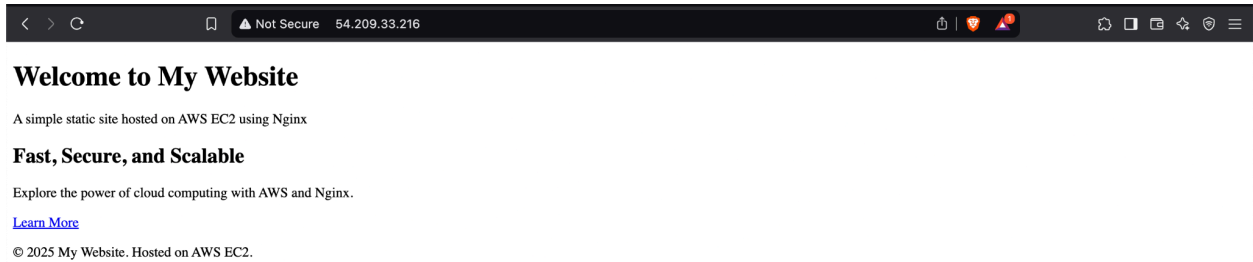 Not Secure 54.209.33.216
1
Welcome to My Website
A simple static site hosted on AWS EC2 using Nginx
Fast, Secure, and Scalable
Explore the power of cloud computing with AWS and Nginx.
Learn More
© 2025 My Website. Hosted on AWS EC2.